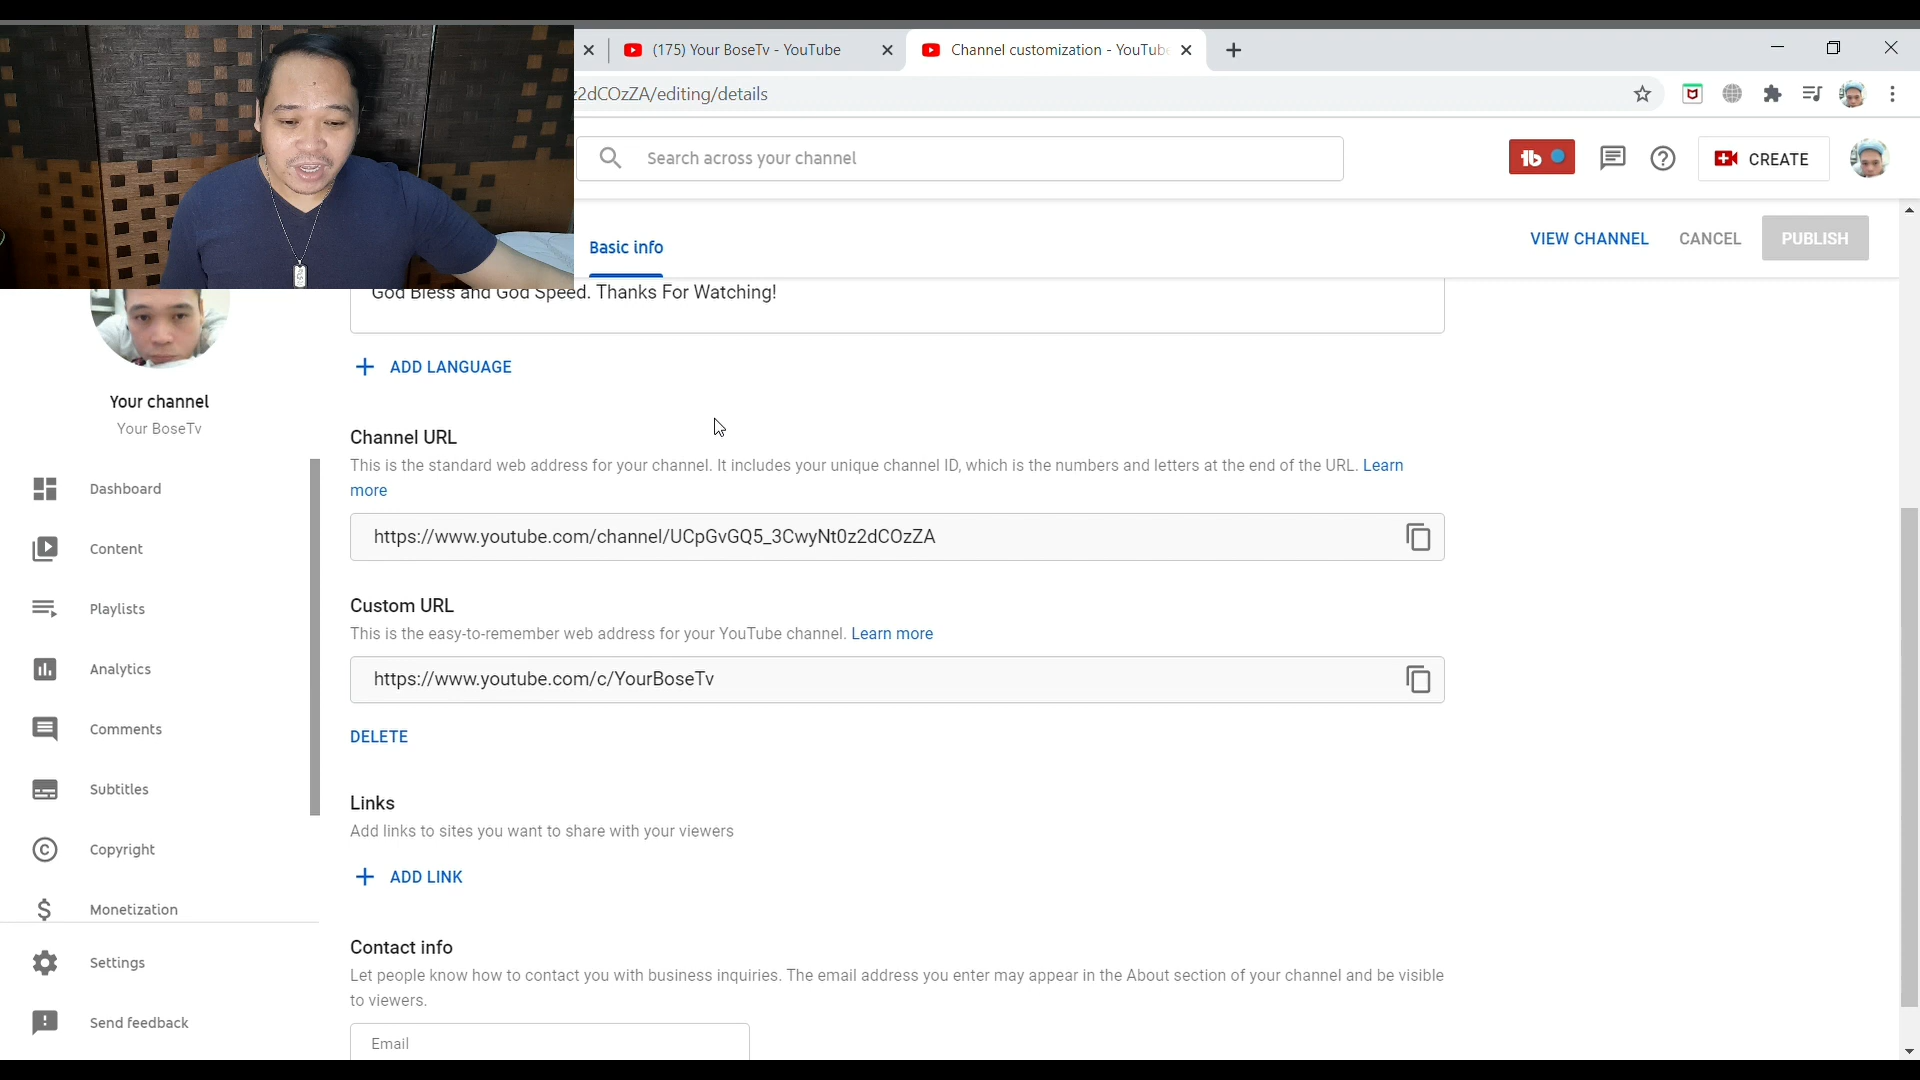 (175) Your BoseTv - YouTube
Channel customization - YouTube
z2dCOzZA/editing/details
Search across your channel
CREATE
Basic info
VIEW CHANNEL
CANCEL
PUBLISH
God Bless and God Speed. Thanks For Watching!
ADD LANGUAGE
Your channel
Your BoseTv
Dashboard
Content
Playlists
Analytics
Comments
Subtitles
Copyright
Monetization
Settings
Send feedback
Channel URL
This is the standard web address for your channel. It includes your unique channel ID, which is the numbers and letters at the end of the URL. Learn
more
https://www.youtube.com/channel/UCpGvGQ5_3CwyNt0z2dCOzZA
Custom URL
This is the easy-to-remember web address for your YouTube channel. Learn more
https://www.youtube.com/c/YourBoseTv
DELETE
Links
Add links to sites you want to share with your viewers
ADD LINK
Contact info
Let people know how to contact you with business inquiries. The email address you enter may appear in the About section of your channel and be visible
to viewers.
Email